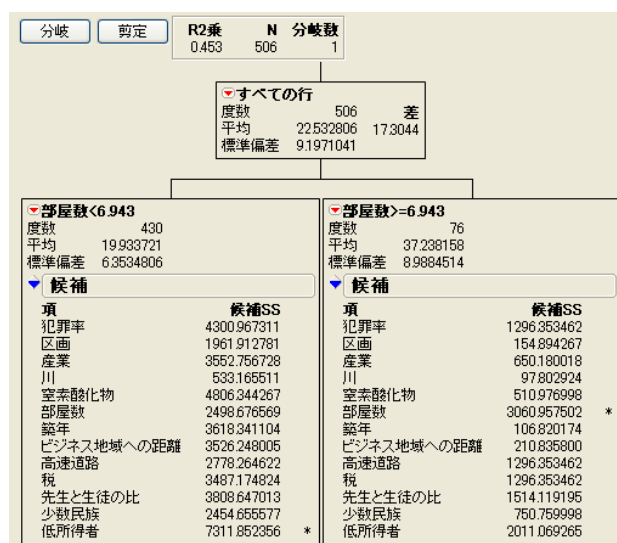 分岐 剪定
R2乗 N 分岐数
0.453 506 1
すべての行
度数 506 差
平均 22.532806 17.3044
標準偏差 9.1971041
部屋数<6.943
度数 430
平均 19.933721
標準偏差 6.3534806
候補
項 候補SS
犯罪率 4300.967311
区画 1961.912781
産業 3552.756728
川 533.165511
窒素酸化物 4806.344267
部屋数 2498.676569
築年 3618.341104
ビジネス地域への距離 3526.248005
高速道路 2778.264622
税 3487.174824
先生と生徒の比 3808.647013
少数民族 2454.655577
低所得者 7311.852356 *
部屋数>=6.943
度数 76
平均 37.238158
標準偏差 8.9884514
候補
項 候補SS
犯罪率 1296.353462
区画 154.894267
産業 650.180018
川 97.802924
窒素酸化物 510.976998
部屋数 3060.957502 *
築年 106.820174
ビジネス地域への距離 210.835800
高速道路 1296.353462
税 1296.353462
先生と生徒の比 1514.119195
少数民族 750.759998
低所得者 2011.069265